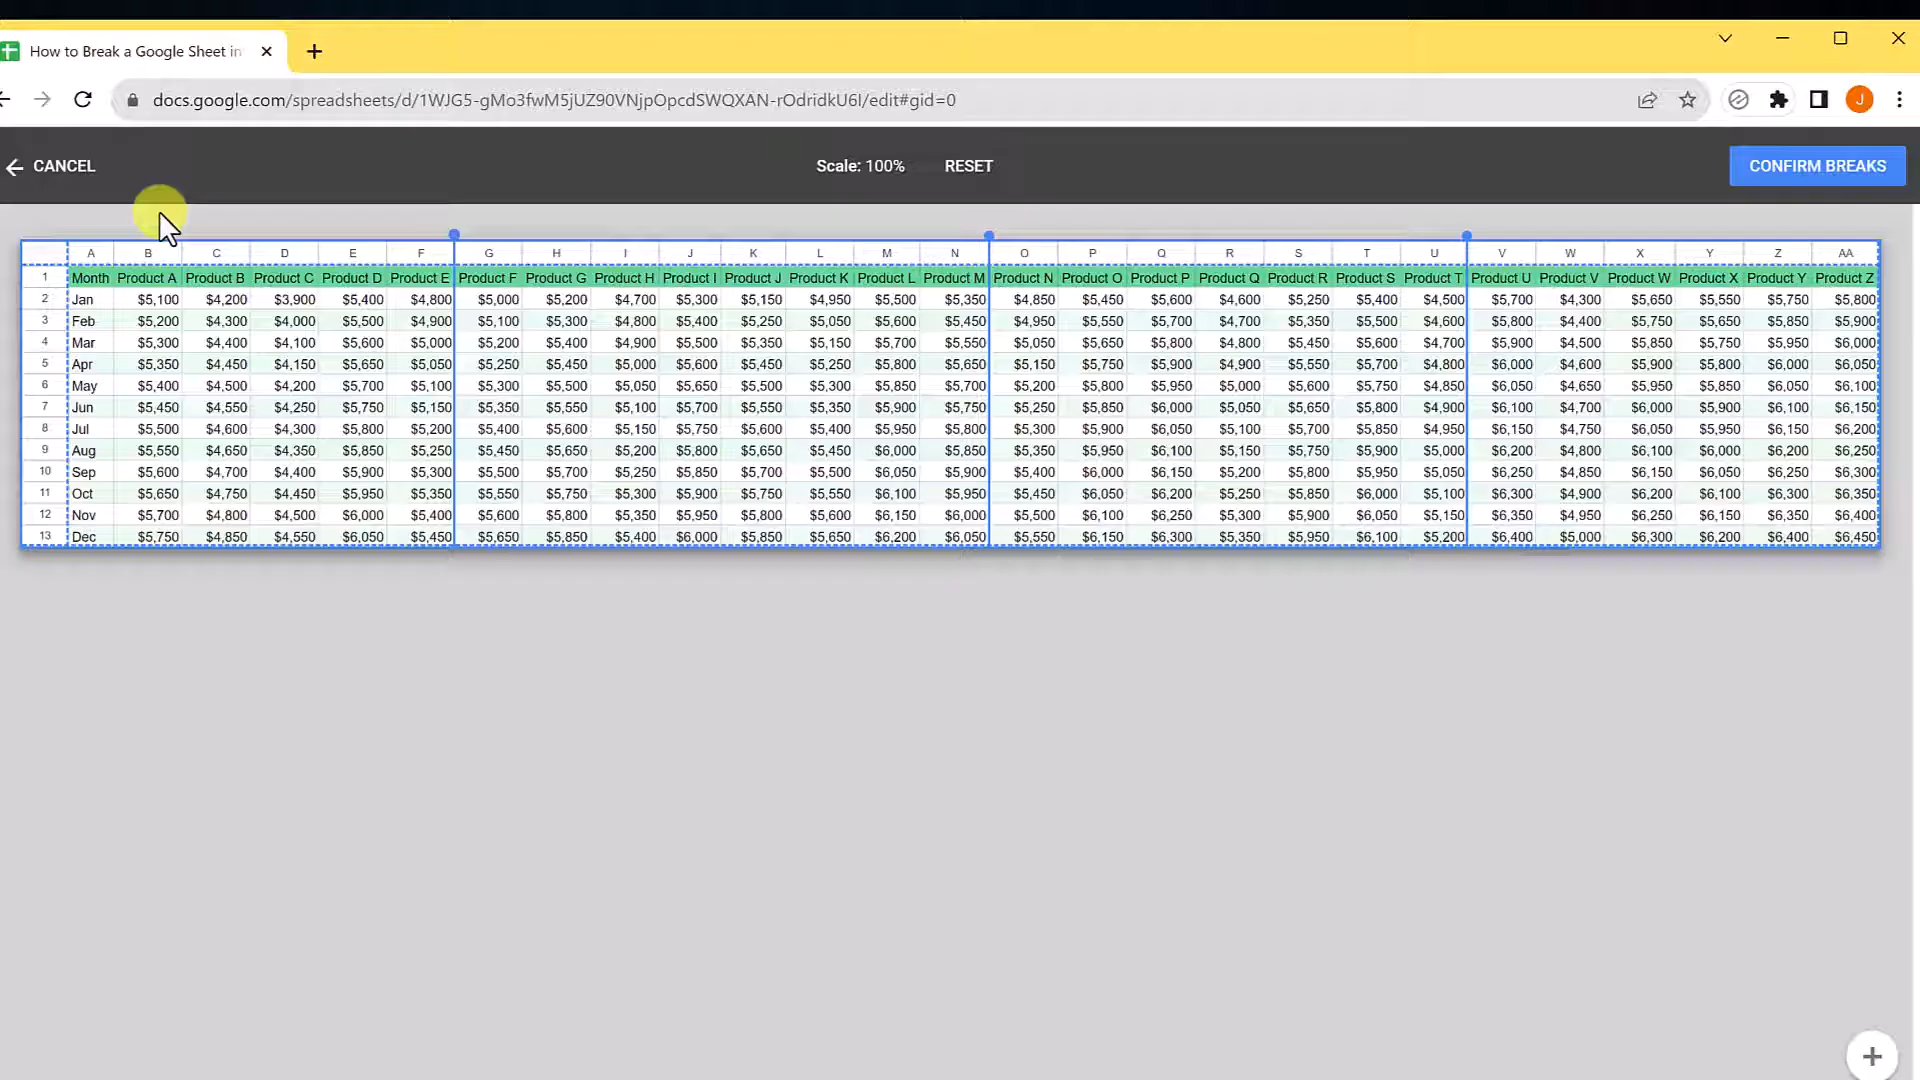 How to Break a Google Sheet in
docs.google.com/spreadsheets/d/1WJG5-gMo3fwM5jUZ90VNjpOpcdSWQXAN-rOdridkU6I/edit#gid=0
J
CANCEL
Scale: 100%
RESET
CONFIRM BREAKS
A B C D E F G H I J K L M N O P Q R S T U V W X Y Z AA
1 Month Product A Product B Product C Product D Product E Product F Product G Product H Product I Product J Product K Product L Product M Product N Product O Product P Product Q Product R Product S Product T Product U Product V Product W Product X Product Y Product Z
2 Jan $5,100 $4,200 $3,900 $5,400 $4,800 $5,000 $5,200 $4,700 $5,300 $5,150 $4,950 $5,500 $5,350 $4,850 $5,450 $5,600 $4,600 $5,250 $5,400 $4,500 $5,700 $4,300 $5,650 $5,550 $5,750 $5,800
3 Feb $5,200 $4,300 $4,000 $5,500 $4,900 $5,100 $5,300 $4,800 $5,400 $5,250 $5,050 $5,600 $5,450 $4,950 $5,550 $5,700 $4,700 $5,350 $5,500 $4,600 $5,800 $4,400 $5,750 $5,650 $5,850 $5,900
4 Mar $5,300 $4,400 $4,100 $5,600 $5,000 $5,200 $5,400 $4,900 $5,500 $5,350 $5,150 $5,700 $5,550 $5,050 $5,650 $5,800 $4,800 $5,450 $5,600 $4,700 $5,900 $4,500 $5,850 $5,750 $5,950 $6,000
5 Apr $5,350 $4,450 $4,150 $5,650 $5,050 $5,250 $5,450 $5,000 $5,600 $5,450 $5,250 $5,800 $5,650 $5,150 $5,750 $5,900 $4,900 $5,550 $5,700 $4,800 $6,000 $4,600 $5,900 $5,800 $6,000 $6,050
6 May $5,400 $4,500 $4,200 $5,700 $5,100 $5,300 $5,500 $5,050 $5,650 $5,500 $5,300 $5,850 $5,700 $5,200 $5,800 $5,950 $5,000 $5,600 $5,750 $4,850 $6,050 $4,650 $5,950 $5,850 $6,050 $6,100
7 Jun $5,450 $4,550 $4,250 $5,750 $5,150 $5,350 $5,550 $5,100 $5,700 $5,550 $5,350 $5,900 $5,750 $5,250 $5,850 $6,000 $5,050 $5,650 $5,800 $4,900 $6,100 $4,700 $6,000 $5,900 $6,100 $6,150
8 Jul $5,500 $4,600 $4,300 $5,800 $5,200 $5,400 $5,600 $5,150 $5,750 $5,600 $5,400 $5,950 $5,800 $5,300 $5,900 $6,050 $5,100 $5,700 $5,850 $4,950 $6,150 $4,750 $6,050 $5,950 $6,150 $6,200
9 Aug $5,550 $4,650 $4,350 $5,850 $5,250 $5,450 $5,650 $5,200 $5,800 $5,650 $5,450 $6,000 $5,850 $5,350 $5,950 $6,100 $5,150 $5,750 $5,900 $5,000 $6,200 $4,800 $6,100 $6,000 $6,200 $6,250
10 Sep $5,600 $4,700 $4,400 $5,900 $5,300 $5,500 $5,700 $5,250 $5,850 $5,700 $5,500 $6,050 $5,900 $5,400 $6,000 $6,150 $5,200 $5,800 $5,950 $5,050 $6,250 $4,850 $6,150 $6,050 $6,250 $6,300
11 Oct $5,650 $4,750 $4,450 $5,950 $5,350 $5,550 $5,750 $5,300 $5,900 $5,750 $5,550 $6,100 $5,950 $5,450 $6,050 $6,200 $5,250 $5,850 $6,000 $5,100 $6,300 $4,900 $6,200 $6,100 $6,300 $6,350
12 Nov $5,700 $4,800 $4,500 $6,000 $5,400 $5,600 $5,800 $5,350 $5,950 $5,800 $5,600 $6,150 $6,000 $5,500 $6,100 $6,250 $5,300 $5,900 $6,050 $5,150 $6,350 $4,950 $6,250 $6,150 $6,350 $6,400
13 Dec $5,750 $4,850 $4,550 $6,050 $5,450 $5,650 $5,850 $5,400 $6,000 $5,850 $5,650 $6,200 $6,050 $5,550 $6,150 $6,300 $5,350 $5,950 $6,100 $5,200 $6,400 $5,000 $6,300 $6,200 $6,400 $6,450